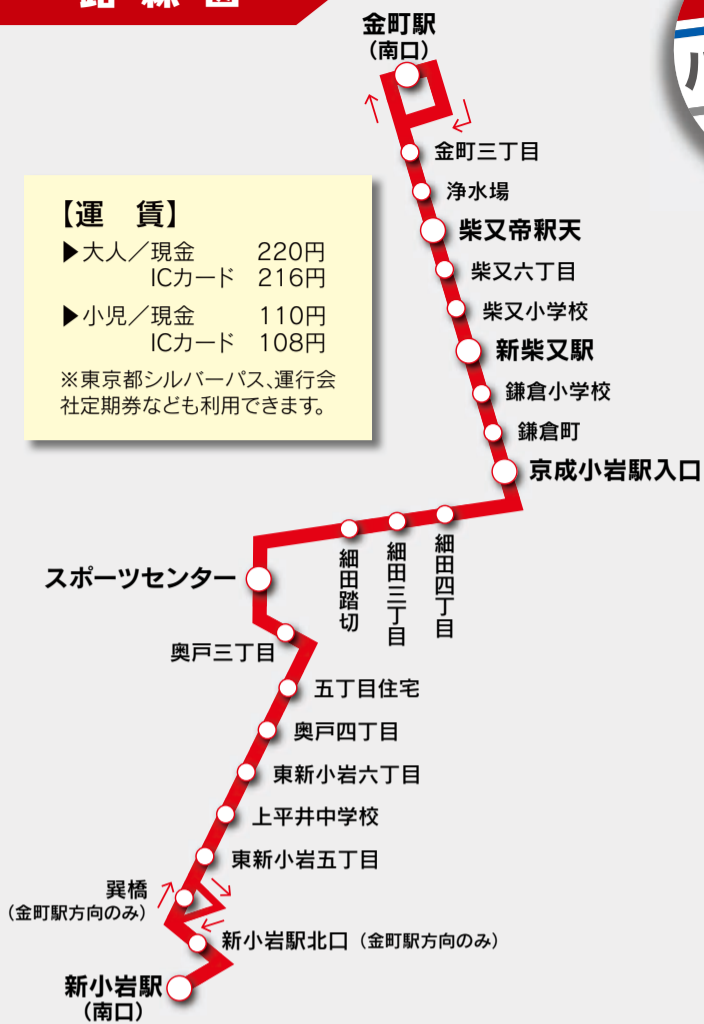 路線図
金町駅
（南口）
金町三丁目
浄水場
【運　賃】
▶大人／現金　220円
ICカード　216円
▶小児／現金　110円
ICカード　108円
※東京都シルバーパス、運行会
社定期券なども利用できます。
柴又帝釈天
柴又六丁目
柴又小学校
新柴又駅
鎌倉小学校
鎌倉町
京成小岩駅入口
細田四丁目
細田三丁目
細田踏切
スポーツセンター
奥戸三丁目
五丁目住宅
奥戸四丁目
東新小岩六丁目
上平井中学校
東新小岩五丁目
巽橋
（金町駅方向のみ）
新小岩駅北口（金町駅方向のみ）
新小岩駅
（南口）